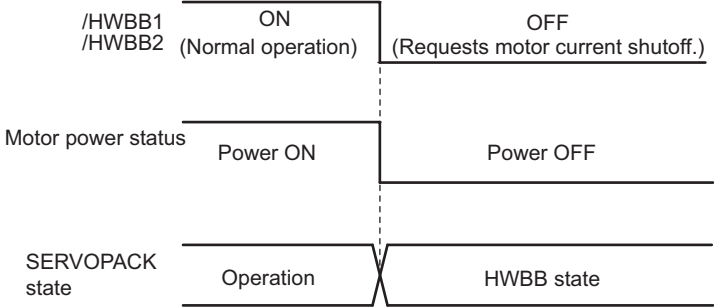 /HWBB1
/HWBB2
ON
(Normal operation)
OFF
(Requests motor current shutoff.)
Motor power status
Power ON
Power OFF
SERVOPACK
state
Operation
HWBB state